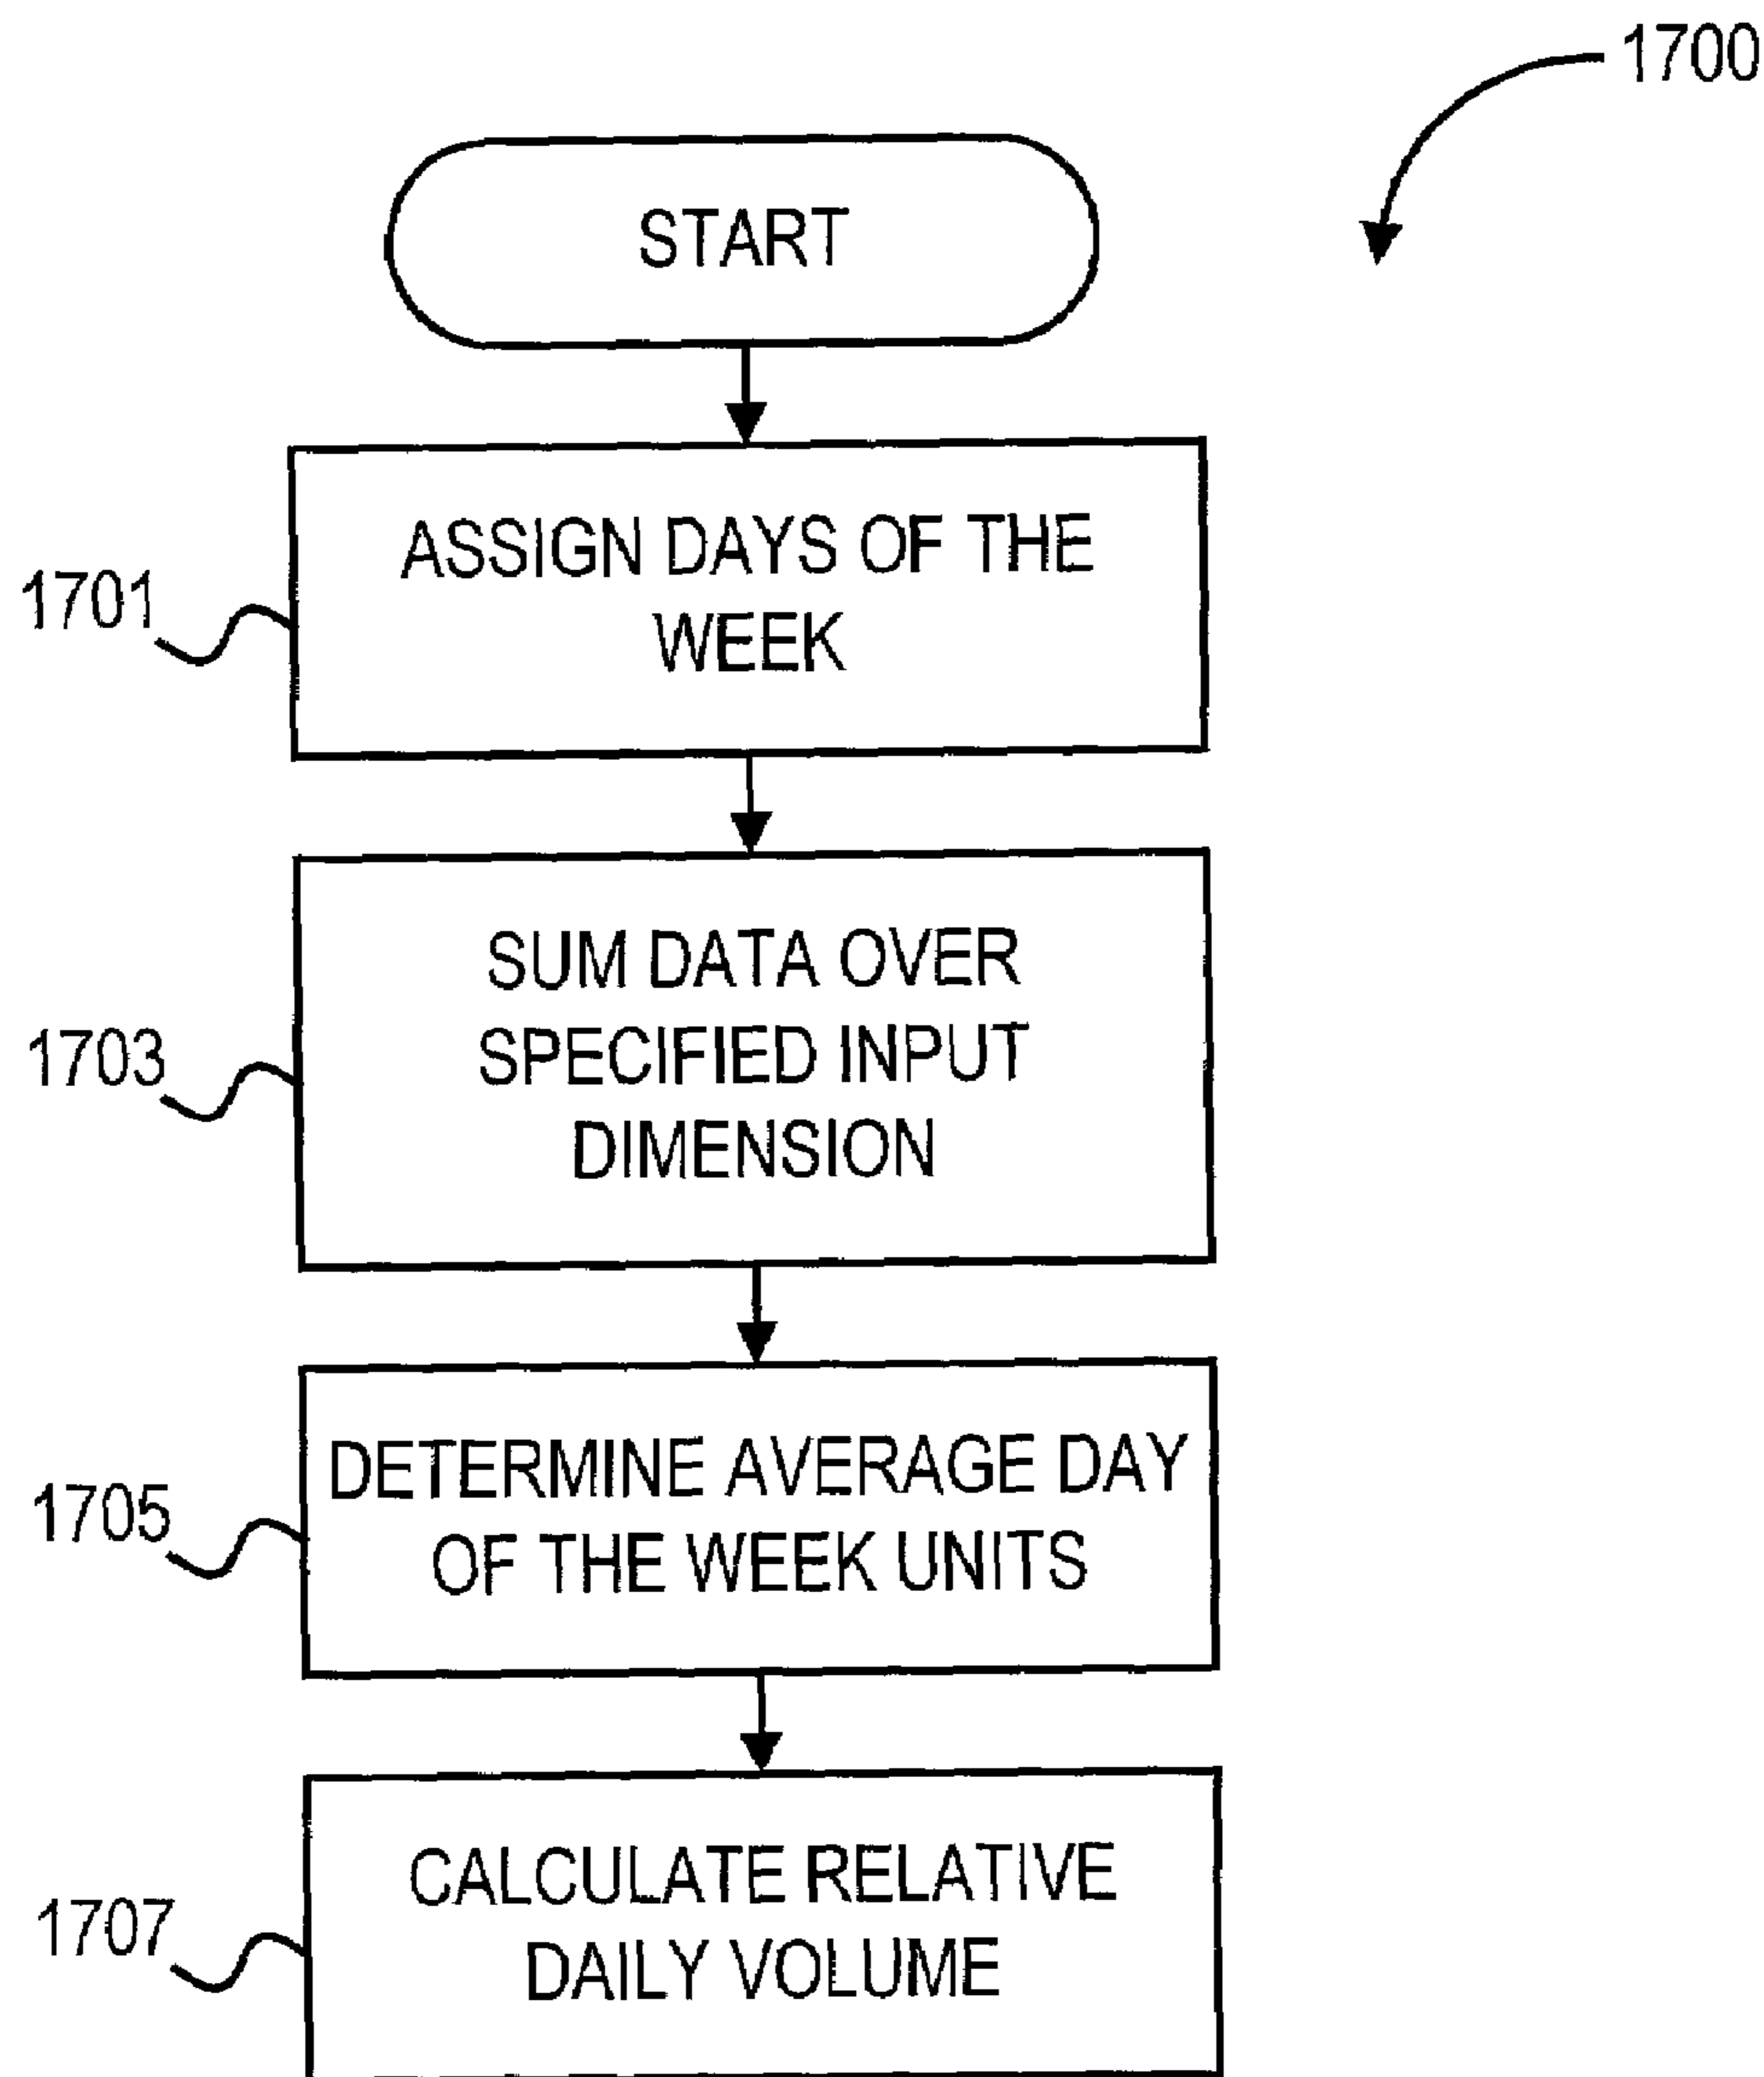 1700
START
ASSIGN DAYS OF THE
WEEK
1701
SUM DATA OVER
SPECIFIED INPUT
DIMENSION
1703
DETERMINE AVERAGE DAY
OF THE WEEK UNITS
1705
CALCULATE RELATIVE
DAILY VOLUME
1707